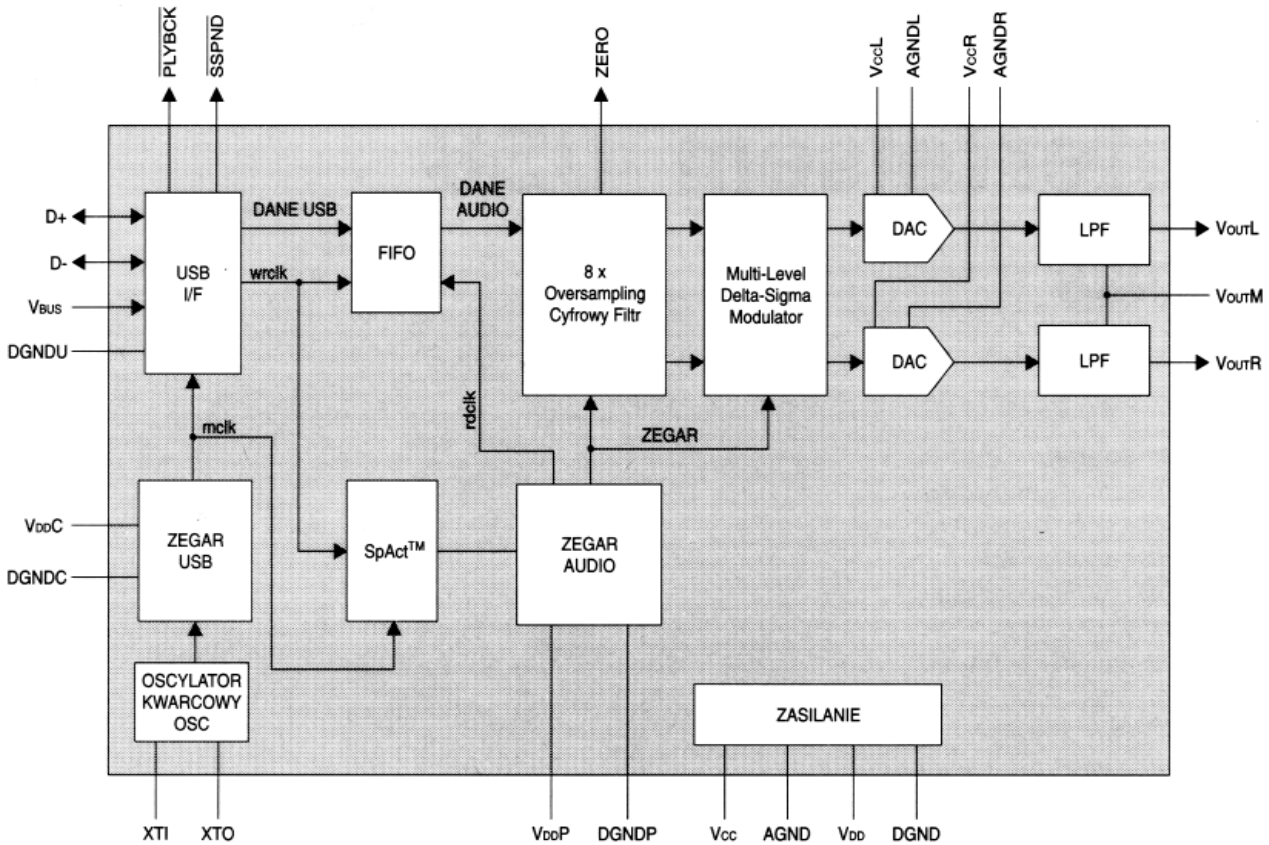 PLYBCK
SSPND
ZERO
VccL
AGNDL
VccR
AGNDR
D+
D-
VBUS
DGNDU
USB
I/F
DANE USB
wrclk
FIFO
DANE
AUDIO
8 x
Oversampling
Cyfrowy Filtr
Multi-Level
Delta-Sigma
Modulator
DAC
DAC
LPF
LPF
VOUTL
VOUTM
VOUTR
mclk
rdclk
ZEGAR
VDDC
DGNDC
ZEGAR
USB
SpAct™
ZEGAR
AUDIO
OSCYLATOR
KWARCOWY
OSC
ZASILANIE
XTI
XTO
VDDP
DGNDP
Vcc
AGND
VDD
DGND